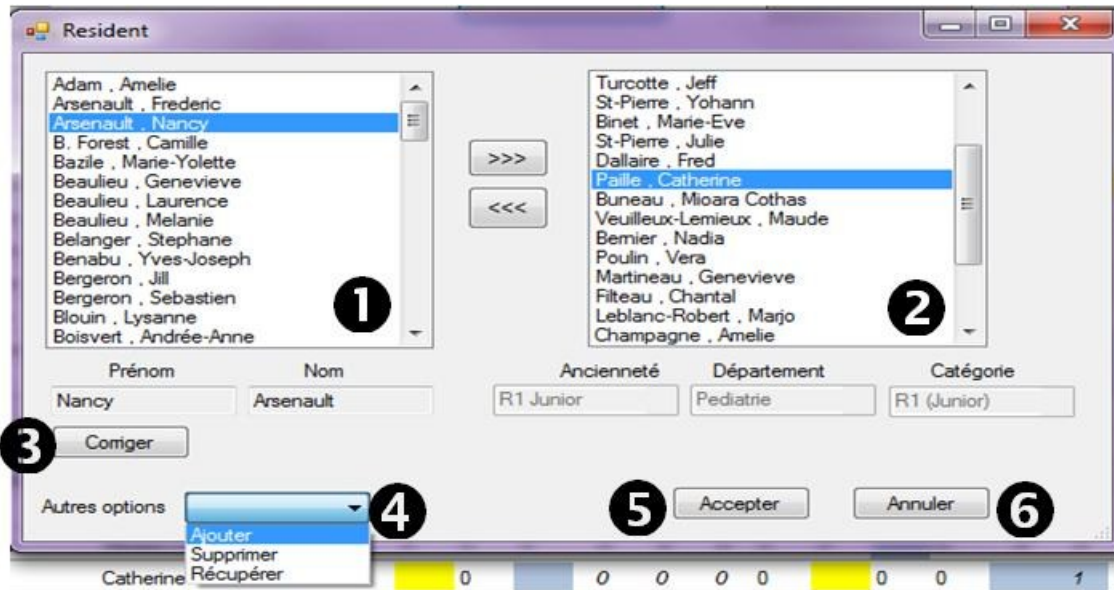 Resident
Adam , Amelie
Arsenault , Frederic
Arsenault , Nancy
B. Forest , Camille
Bazile , Marie-Yolette
Beaulieu , Genevieve
Beaulieu , Laurence
Beaulieu , Melanie
Belanger , Stephane
Benabu , Yves-Joseph
Bergeron , Jill
Bergeron , Sebastien
Blouin , Lysanne
Boisvert , Andrée-Anne
1
>>>
<<<
Turcotte , Jeff
St-Pierre , Yohann
Binet , Marie-Eve
St-Pierre , Julie
Dallaire , Fred
Paille , Catherine
Buneau , Mioara Cothas
Veuilleux-Lemieux , Maude
Bernier , Nadia
Poulin , Vera
Martineau , Genevieve
Filteau , Chantal
Leblanc-Robert , Marjo
Champagne , Amelie
2
Prénom Nom Ancienneté Département Catégorie
Nancy Arsenault R1 Junior Pediatrie R1 (Junior)
3 Corriger
Autres options 4 5 Accepter Annuler 6
Ajouter
Supprimer
Récupérer
Catherine 0 0 0 0 0 0 0 1